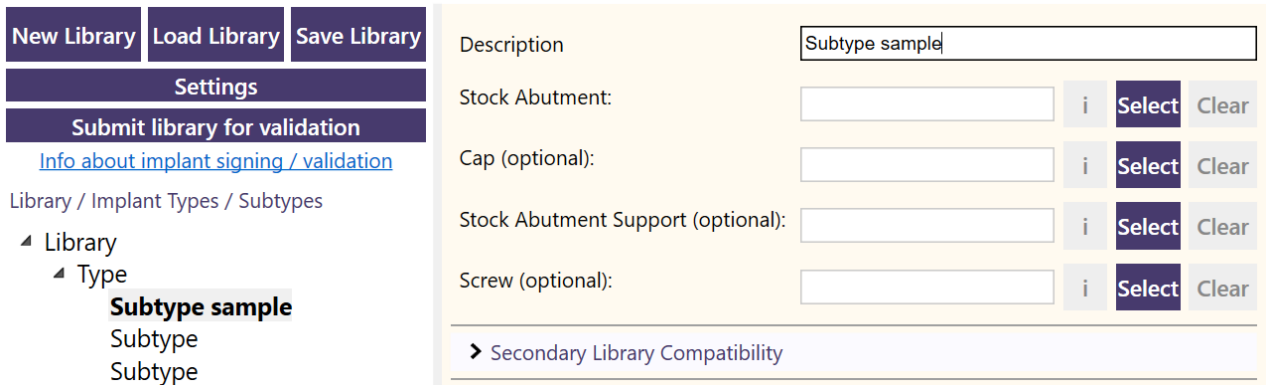 New Library Load Library Save Library
Settings
Submit library for validation
Info about implant signing / validation
Library / Implant Types / Subtypes
Library
Type
Subtype sample
Subtype
Subtype
Description Subtype sample
Stock Abutment: i Select Clear
Cap (optional): i Select Clear
Stock Abutment Support (optional): i Select Clear
Screw (optional): i Select Clear
Secondary Library Compatibility